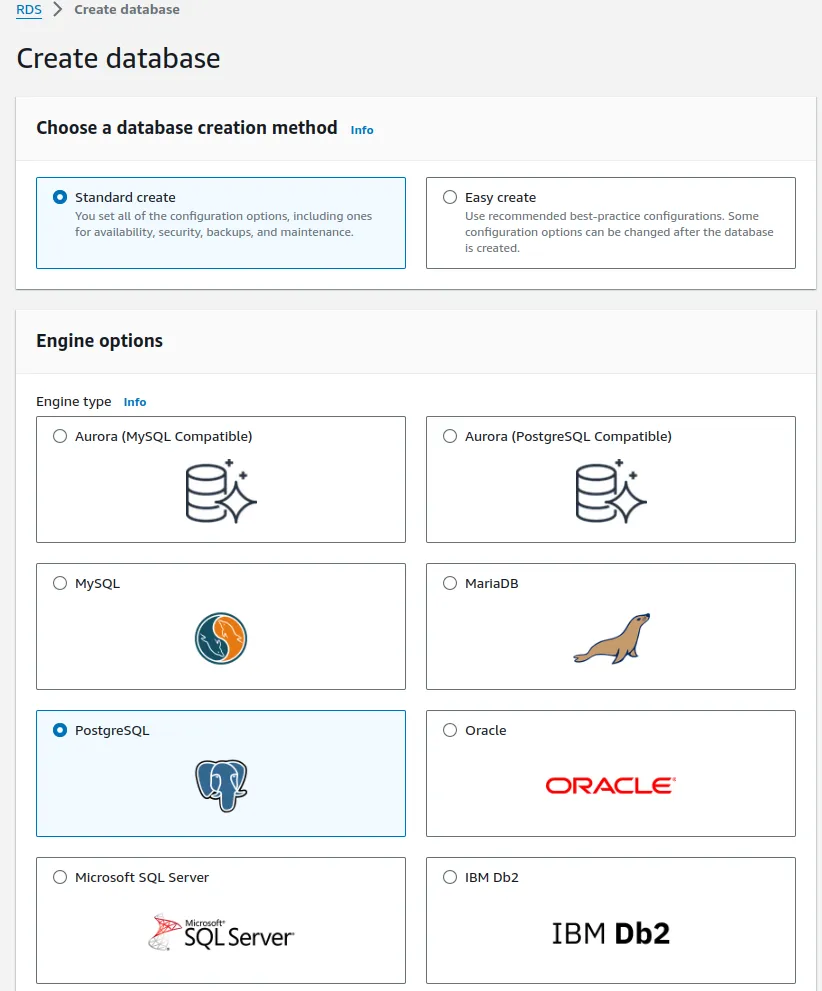 RDS > Create database
Create database
Choose a database creation method Info
Standard create
You set all of the configuration options, including ones
for availability, security, backups, and maintenance.
Easy create
Use recommended best-practice configurations. Some
configuration options can be changed after the database
is created.
Engine options
Engine type Info
Aurora (MySQL Compatible)
Aurora (PostgreSQL Compatible)
MySQL
MariaDB
PostgreSQL
Oracle
ORACLE®
Microsoft SQL Server
Microsoft®
SQL Server
IBM Db2
IBM Db2